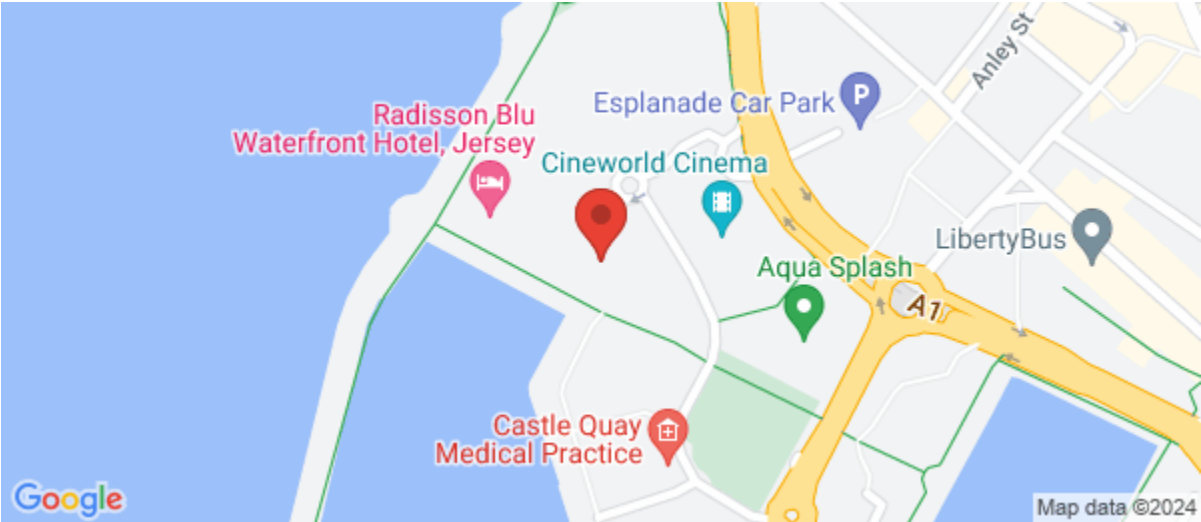 Anley St
Esplanade Car Park
P
Radisson Blu
Waterfront Hotel, Jersey
Cineworld Cinema
LibertyBus
Aqua Splash
A1
Castle Quay
Medical Practice
Google
Map data ©2024